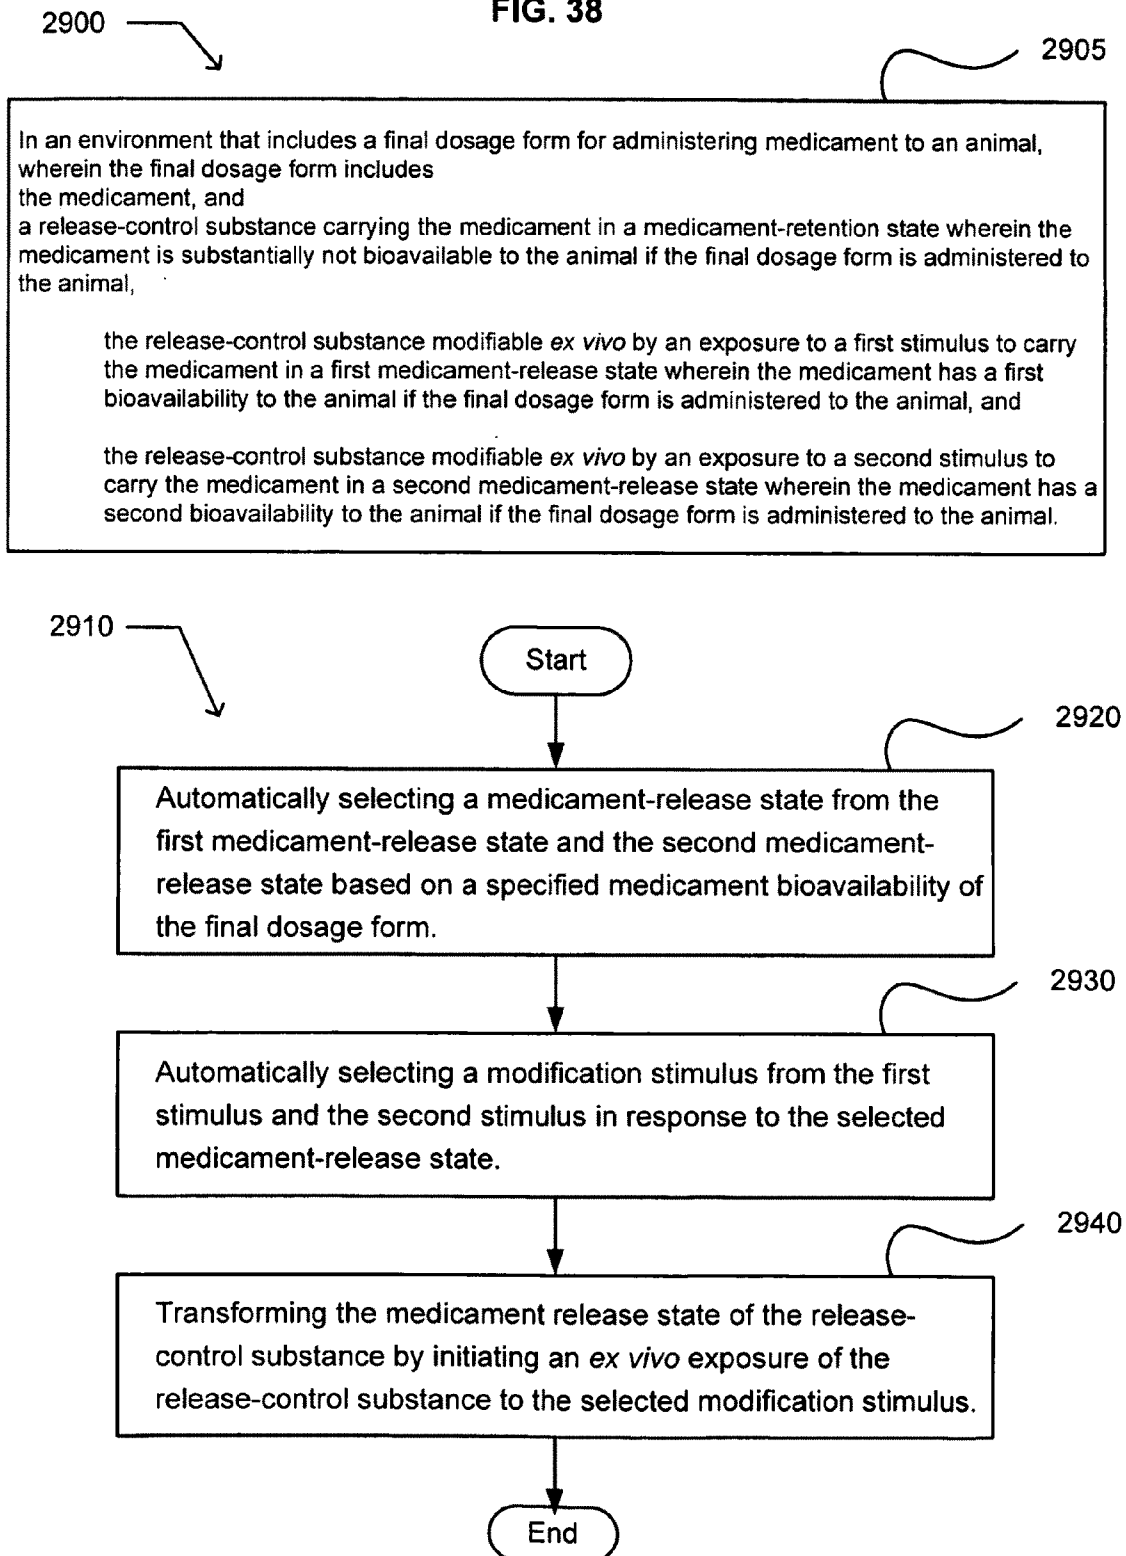 FIG. 38
2900
2905
In an environment that includes a final dosage form for administering medicament to an animal,
wherein the final dosage form includes
the medicament, and
a release-control substance carrying the medicament in a medicament-retention state wherein the
medicament is substantially not bioavailable to the animal if the final dosage form is administered to
the animal,
the release-control substance modifiable ex vivo by an exposure to a first stimulus to carry
the medicament in a first medicament-release state wherein the medicament has a first
bioavailability to the animal if the final dosage form is administered to the animal, and
the release-control substance modifiable ex vivo by an exposure to a second stimulus to
carry the medicament in a second medicament-release state wherein the medicament has a
second bioavailability to the animal if the final dosage form is administered to the animal.
2910
Start
2920
Automatically selecting a medicament-release state from the
first medicament-release state and the second medicament-
release state based on a specified medicament bioavailability of
the final dosage form.
2930
Automatically selecting a modification stimulus from the first
stimulus and the second stimulus in response to the selected
medicament-release state.
2940
Transforming the medicament release state of the release-
control substance by initiating an ex vivo exposure of the
release-control substance to the selected modification stimulus.
End